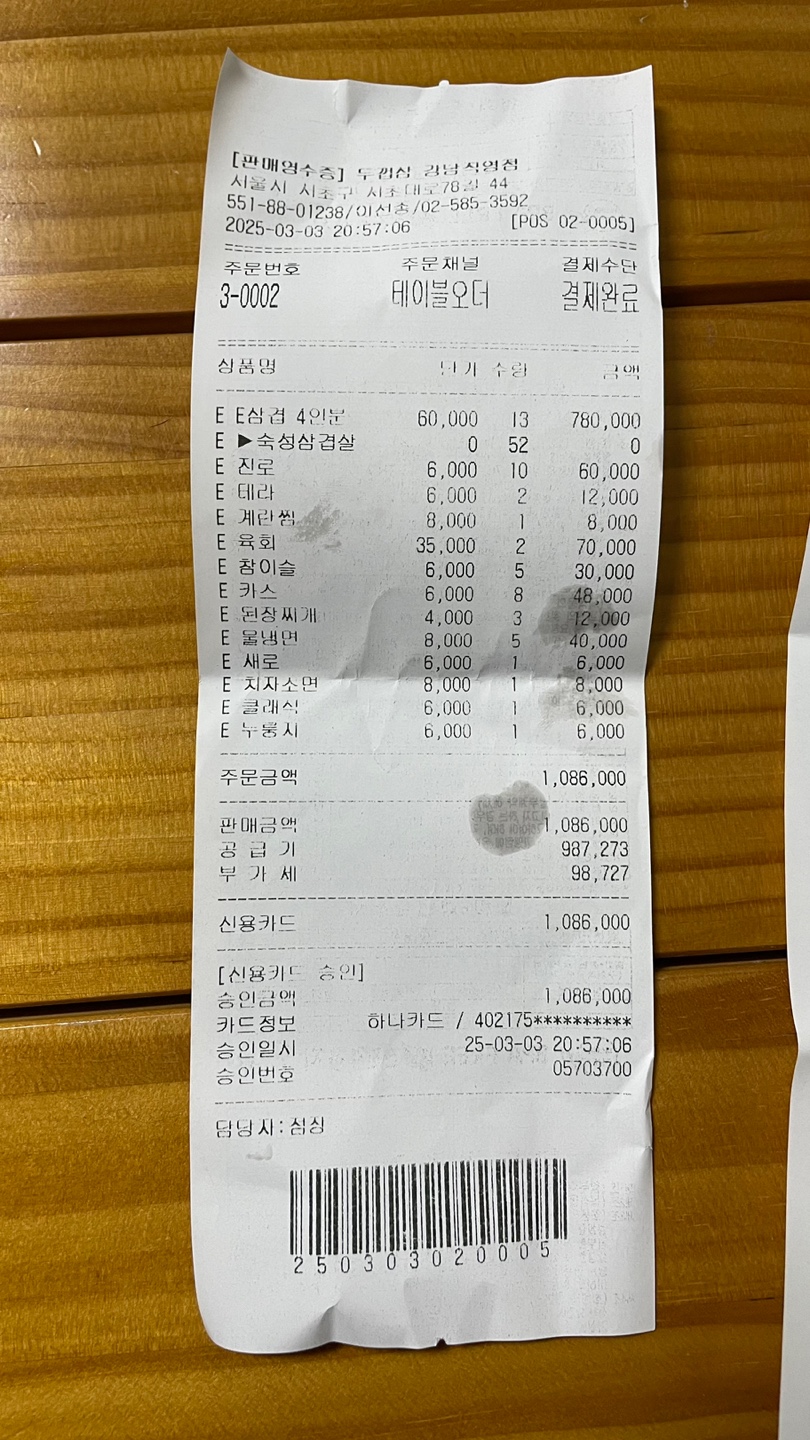 [판매영수증] 두껍삼 강남직영점
서울시 서초구 서초대로78길 44
551-88-01238/이선홍/02-585-3592
2025-03-03 20:57:06 [POS 02-0005]
주문번호 주문채널 결제수단
3-0002 테이블오더 결제완료
상품명 단가 수량 금액
E E삼겹 4인분 60,000 13 780,000
E ▶숙성삼겹살 0 52 0
E 진로 6,000 10 60,000
E 테라 6,000 2 12,000
E 계란찜 8,000 1 8,000
E 육회 35,000 2 70,000
E 참이슬 6,000 5 30,000
E 카스 6,000 8 48,000
E 된장찌개 4,000 3 12,000
E 물냉면 8,000 5 40,000
E 새로 6,000 1 6,000
E 치자소면 8,000 1 8,000
E 클래식 6,000 1 6,000
E 누룽지 6,000 1 6,000
주문금액 1,086,000
판매금액 1,086,000
공 급 가 987,273
부 가 세 98,727
신용카드 1,086,000
[신용카드 승인]
승인금액 1,086,000
카드정보 하나카드 / 402175**********
승인일시 25-03-03 20:57:06
승인번호 05703700
담당자:심싱
250303020005